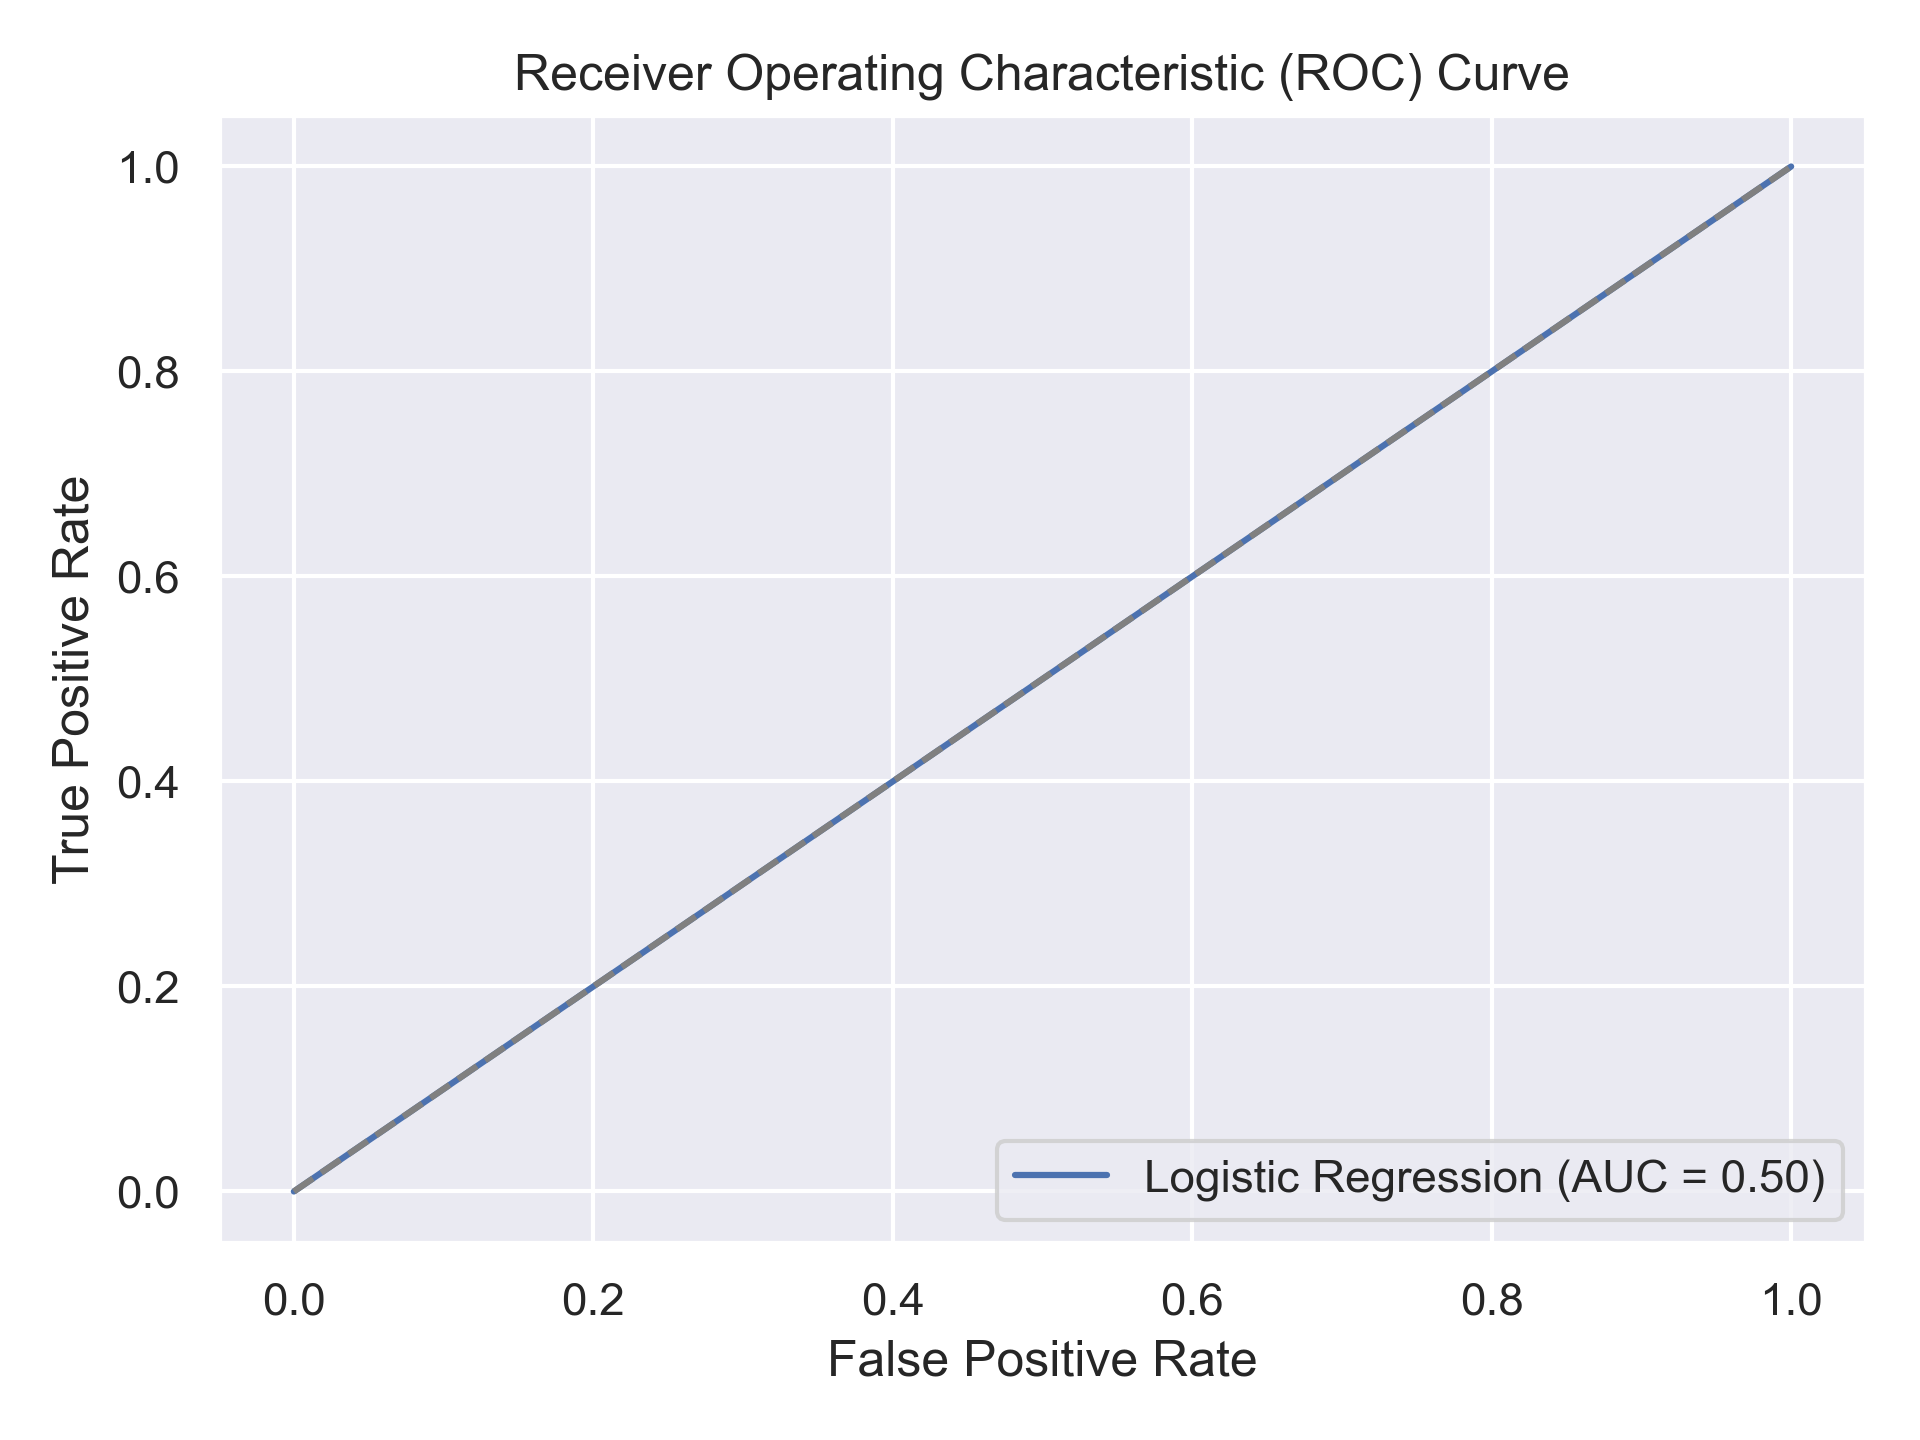 Receiver Operating Characteristic (ROC) Curve
1.0
0.8
0.6
0.4
0.2
0.0
True Positive Rate
Logistic Regression (AUC = 0.50)
0.0 0.2 0.4 0.6 0.8 1.0
False Positive Rate